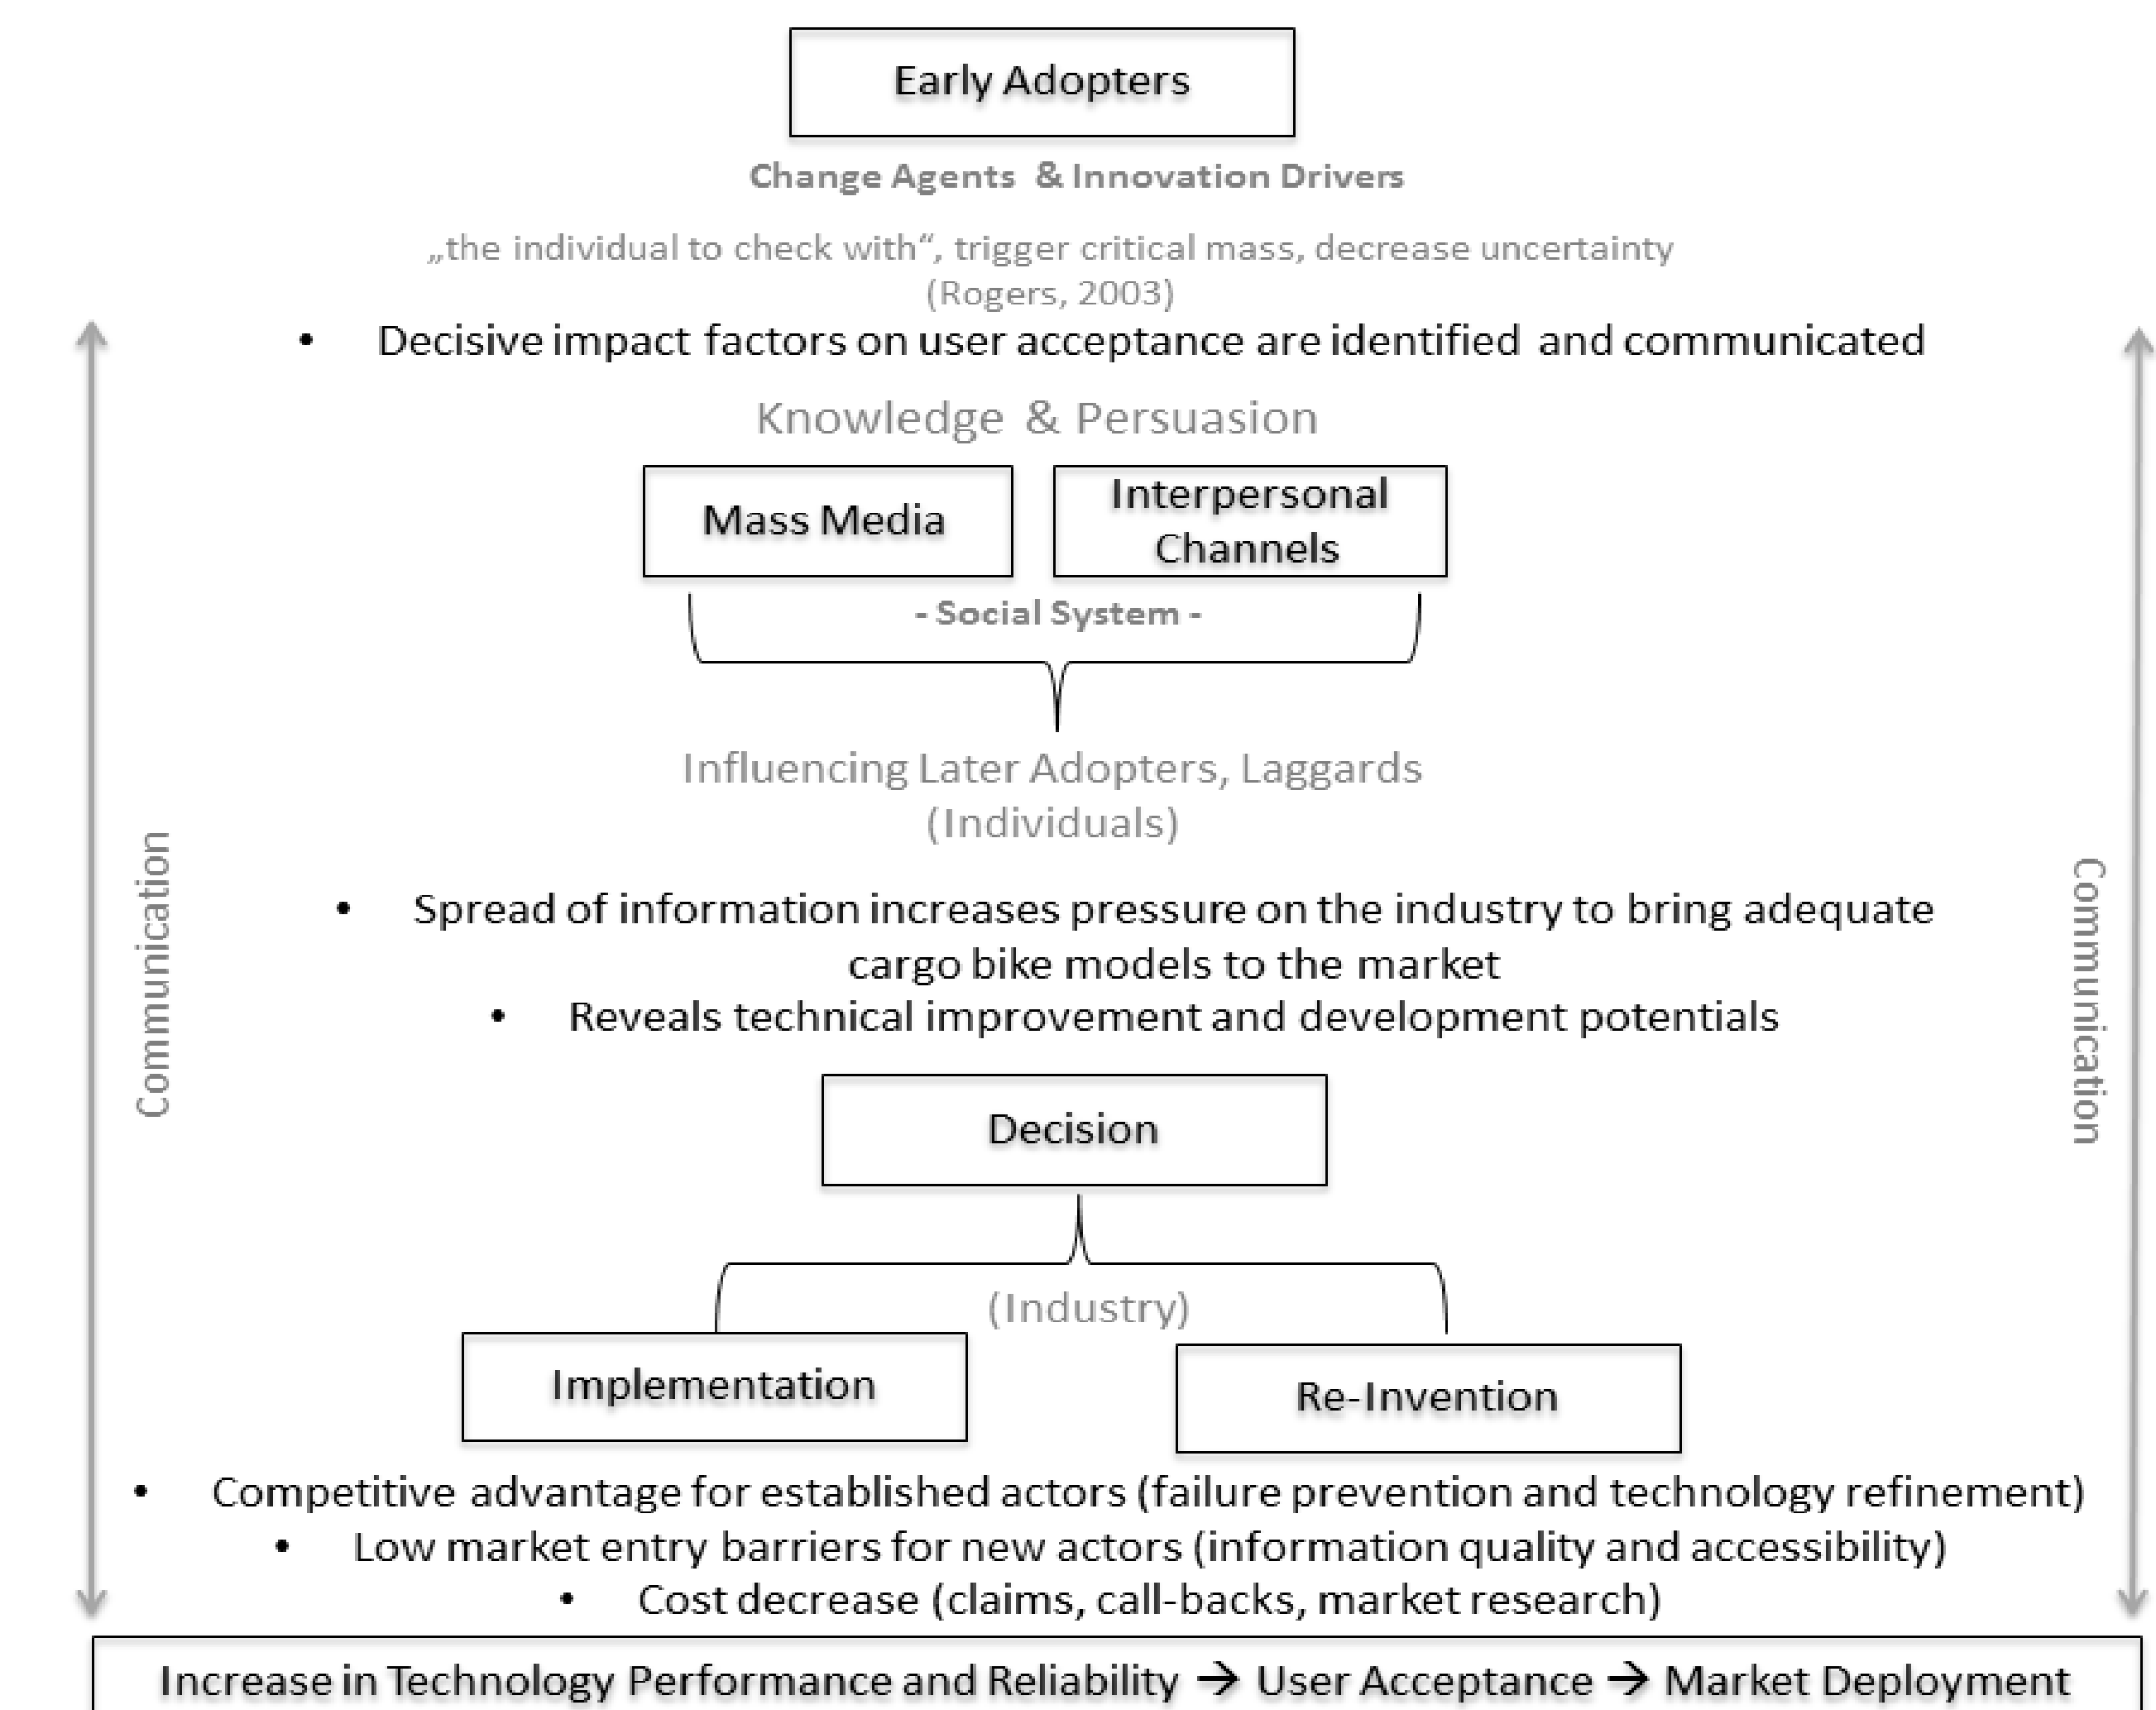 Early Adopters
Change Agents & Innovation Drivers
„the individual to check with“, trigger critical mass, decrease uncertainty
(Rogers, 2003)
• Decisive impact factors on user acceptance are identified and communicated
Knowledge & Persuasion
Mass Media
Interpersonal
Channels
- Social System -
Influencing Later Adopters, Laggards
(Individuals)
Communication
Communication
• Spread of information increases pressure on the industry to bring adequate
cargo bike models to the market
• Reveals technical improvement and development potentials
Decision
(Industry)
Implementation
Re-Invention
• Competitive advantage for established actors (failure prevention and technology refinement)
• Low market entry barriers for new actors (information quality and accessibility)
• Cost decrease (claims, call-backs, market research)
Increase in Technology Performance and Reliability → User Acceptance → Market Deployment